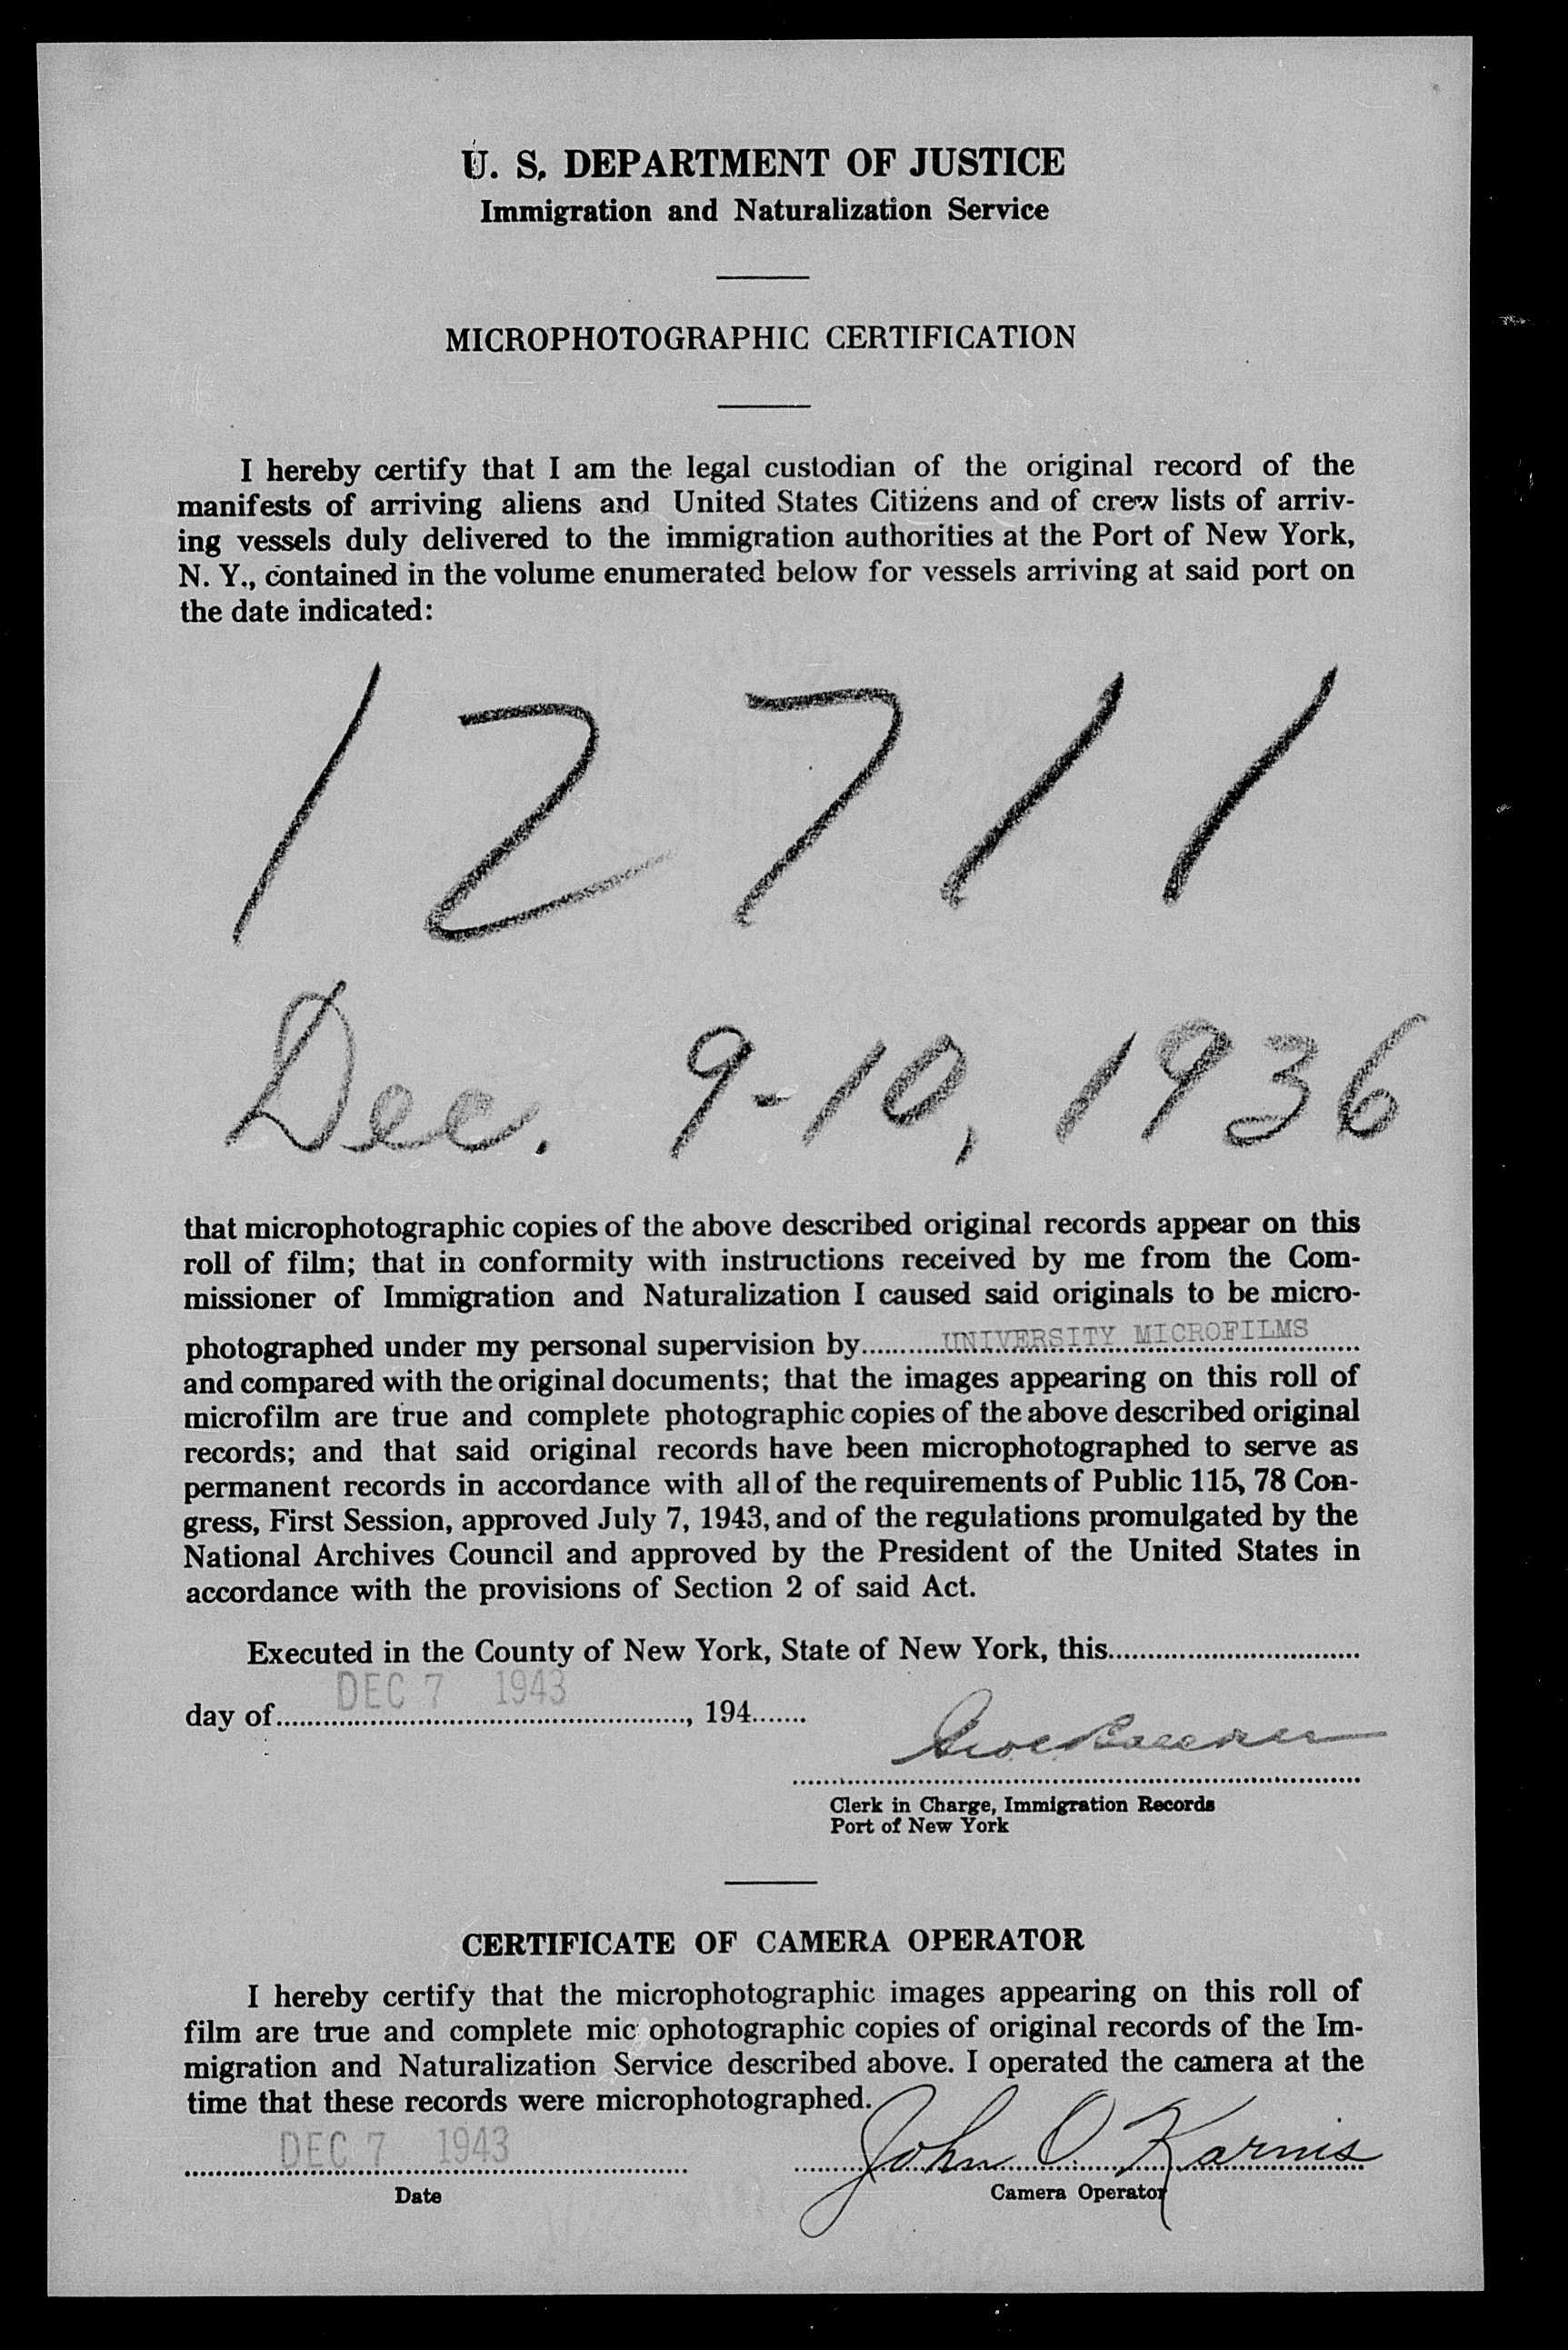 U. S. DEPARTMENT OF JUSTICE
Immigration and Naturalization Service
MICROPHOTOGRAPHIC CERTIFICATION
I hereby certify that I am the legal custodian of the original record of the
manifests of arriving aliens and United States Citizens and of crew lists of arriv-
ing vessels duly delivered to the immigration authorities at the Port of New York,
N. Y., contained in the volume enumerated below for vessels arriving at said port on
the date indicated:
12711
Dec. 9-10, 1936
that microphotographic copies of the above described original records appear on this
roll of film; that in conformity with instructions received by me from the Com-
missioner of Immigration and Naturalization I caused said originals to be micro-
photographed under my personal supervision by UNIVERSITY MICROFILMS
and compared with the original documents; that the images appearing on this roll of
microfilm are true and complete photographic copies of the above described original
records; and that said original records have been microphotographed to serve as
permanent records in accordance with all of the requirements of Public 115, 78 Con-
gress, First Session, approved July 7, 1943, and of the regulations promulgated by the
National Archives Council and approved by the President of the United States in
accordance with the provisions of Section 2 of said Act.
Executed in the County of New York, State of New York, this
day of DEC 7 1943, 194
Clerk in Charge, Immigration Records
Port of New York
CERTIFICATE OF CAMERA OPERATOR
I hereby certify that the microphotographic images appearing on this roll of
film are true and complete mic ophotographic copies of original records of the Im-
migration and Naturalization Service described above. I operated the camera at the
time that these records were microphotographed.
DEC 7 1943 John O. Karnis
Date Camera Operator